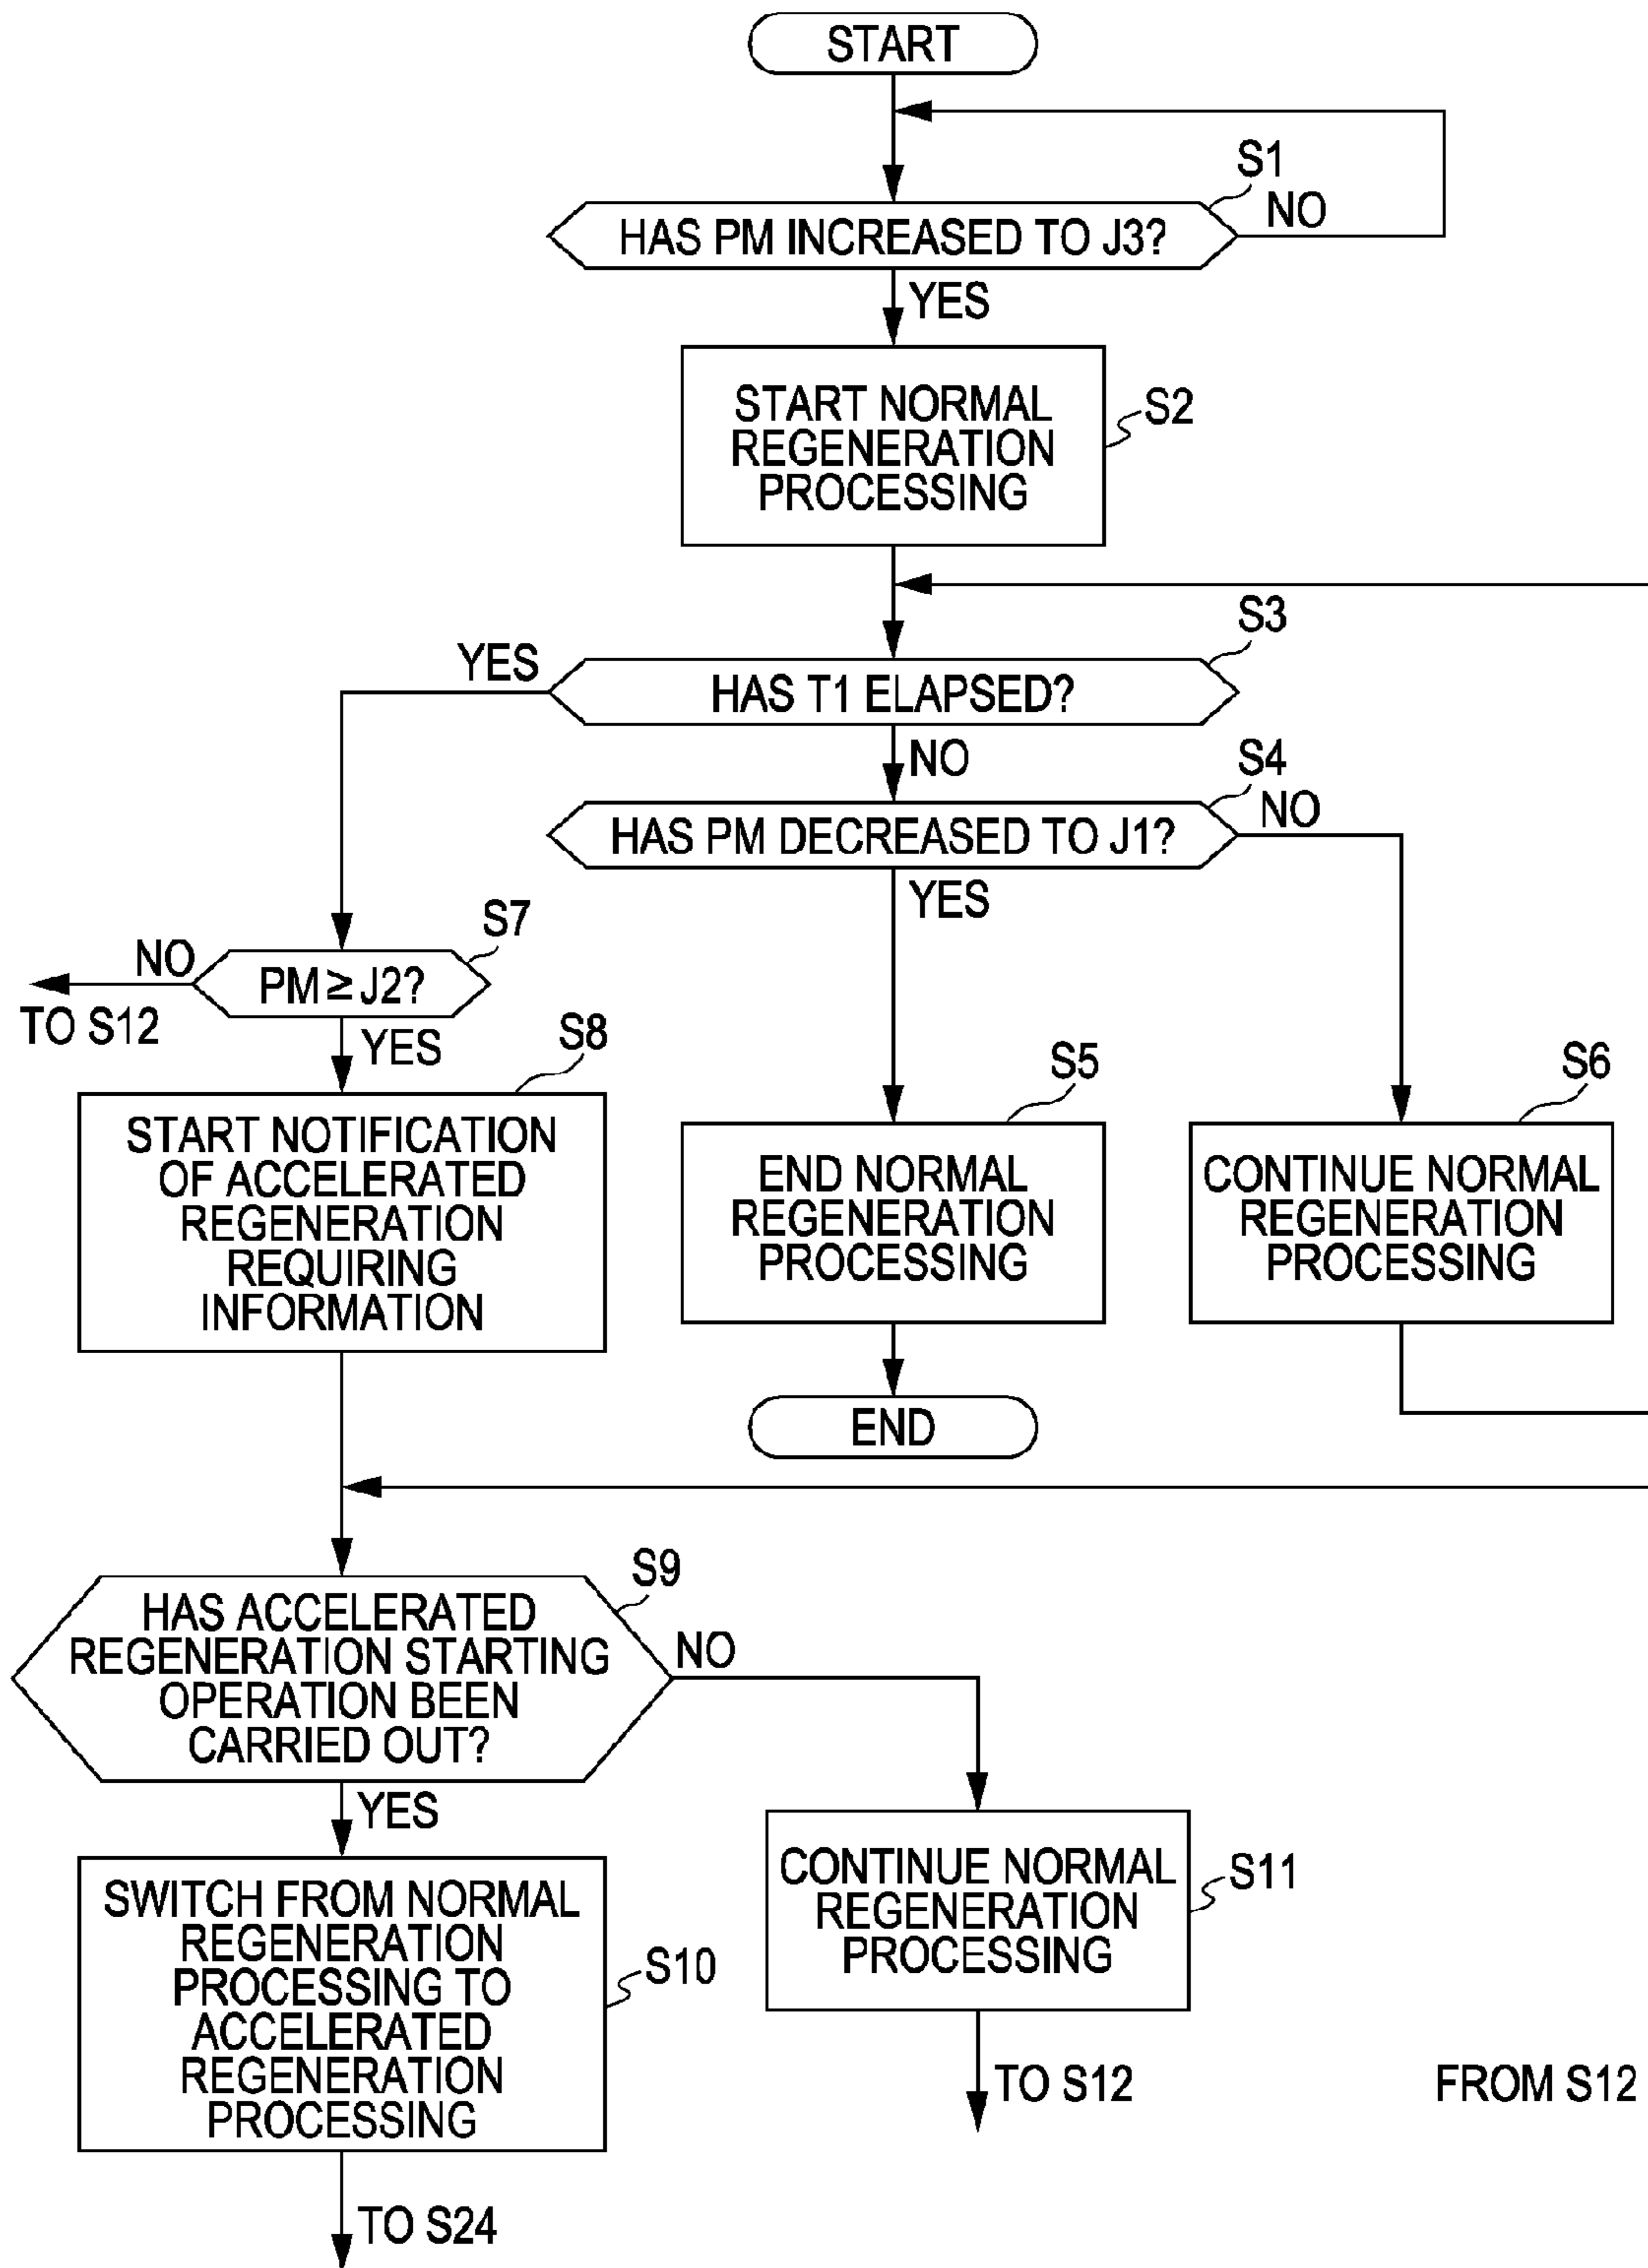 START
S1
HAS PM INCREASED TO J3?
NO
YES
START NORMAL
REGENERATION
PROCESSING
S2
S3
YES
HAS T1 ELAPSED?
NO
S4
HAS PM DECREASED TO J1?
NO
YES
S7
NO
PM ≥ J2?
TO S12
YES
S8
START NOTIFICATION
OF ACCELERATED
REGENERATION
REQUIRING
INFORMATION
S5
END NORMAL
REGENERATION
PROCESSING
S6
CONTINUE NORMAL
REGENERATION
PROCESSING
END
S9
HAS ACCELERATED
REGENERATION STARTING
OPERATION BEEN
CARRIED OUT?
NO
YES
SWITCH FROM NORMAL
REGENERATION
PROCESSING TO
ACCELERATED
REGENERATION
PROCESSING
S10
CONTINUE NORMAL
REGENERATION
PROCESSING
S11
TO S12
FROM S12
TO S24